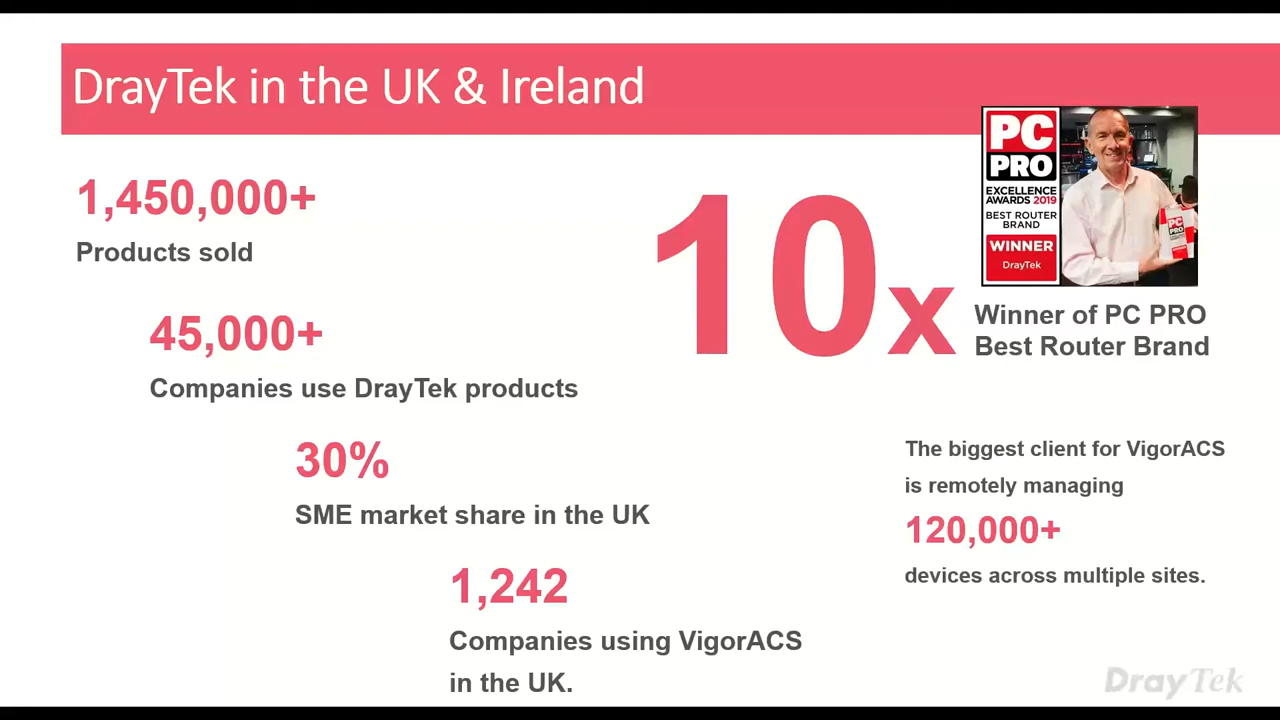 DrayTek in the UK & Ireland
1,450,000+
Products sold
45,000+
Companies use DrayTek products
30%
SME market share in the UK
1,242
Companies using VigorACS
in the UK.
10x
PC
PRO
EXCELLENCE
AWARDS 2019
BEST ROUTER
BRAND
WINNER
DrayTek
PC
PRO
Winner of PC PRO
Best Router Brand
The biggest client for VigorACS
is remotely managing
120,000+
devices across multiple sites.
DrayTek